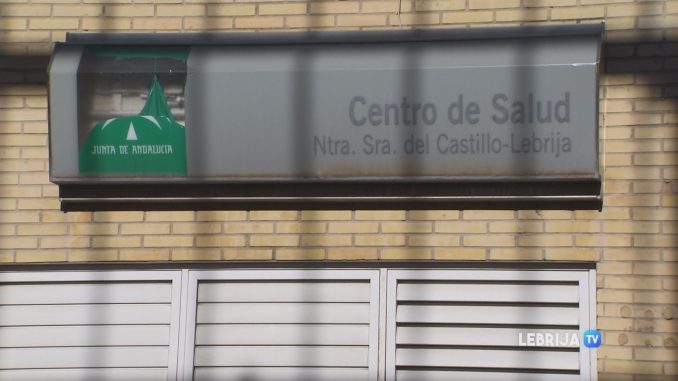 Centro de Salud
Ntra. Sra. del Castillo-Lebrija
JUNTA DE ANDALUCIA
LEBRIJA TV